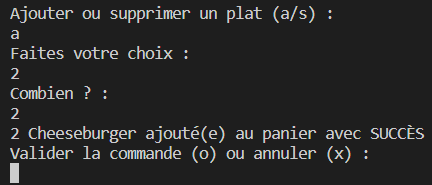 Ajouter ou supprimer un plat (a/s) :
a
Faites votre choix :
2
Combien ? :
2
2 Cheeseburger ajouté(e) au panier avec SUCCÈS
Valider la commande (o) ou annuler (x) :